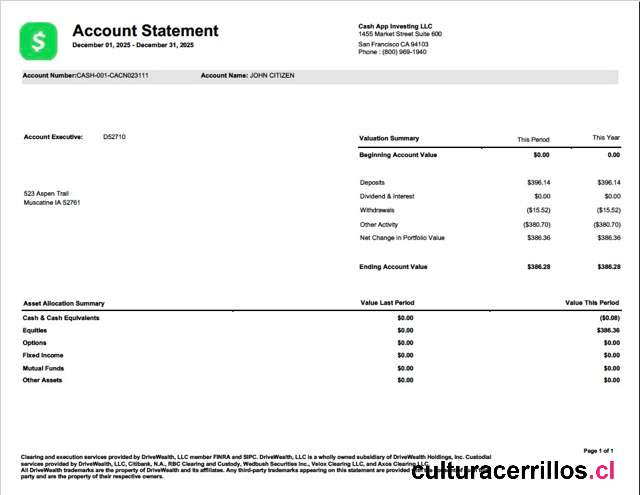 Account Statement
December 01, 2025 - December 31, 2025
Cash App Investing LLC
1455 Market Street Suite 600
San Francisco CA 94103
Phone : (800) 969-1940
Account Number:CASH-001-CACN023111 Account Name: JOHN CITIZEN
Account Executive: D52710
523 Aspen Trail
Muscatine IA 52761
Valuation Summary This Period This Year
Beginning Account Value $0.00 0.00
Deposits $396.14 $396.14
Dividend & Interest $0.00 $0.00
Withdrawals ($15.52) ($15.52)
Other Activity ($380.70) ($380.70)
Net Change in Portfolio Value $386.36 $386.36
Ending Account Value $386.28 $386.28
Asset Allocation Summary Value Last Period Value This Period
Cash & Cash Equivalents $0.00 ($0.08)
Equities $0.00 $386.36
Options $0.00 $0.00
Fixed Income $0.00 $0.00
Mutual Funds $0.00 $0.00
Other Assets $0.00 $0.00
Page 1 of 1
Clearing and execution services provided by DriveWealth, LLC member FINRA and SIPC. DriveWealth, LLC is a wholly owned subsidiary of DriveWealth Holdings, Inc. Custodial
services provided by DriveWealth, LLC, Citibank, N.A., RBC Clearing and Custody, Wedbush Securities Inc., Velox Clearing LLC, and Axos Clearing LLC.
All DriveWealth trademarks are the property of DriveWealth and its affiliates. Any third-party trademarks appearing on this statement are provided
party and are the property of their respective owners.
culturacerrillos.cl